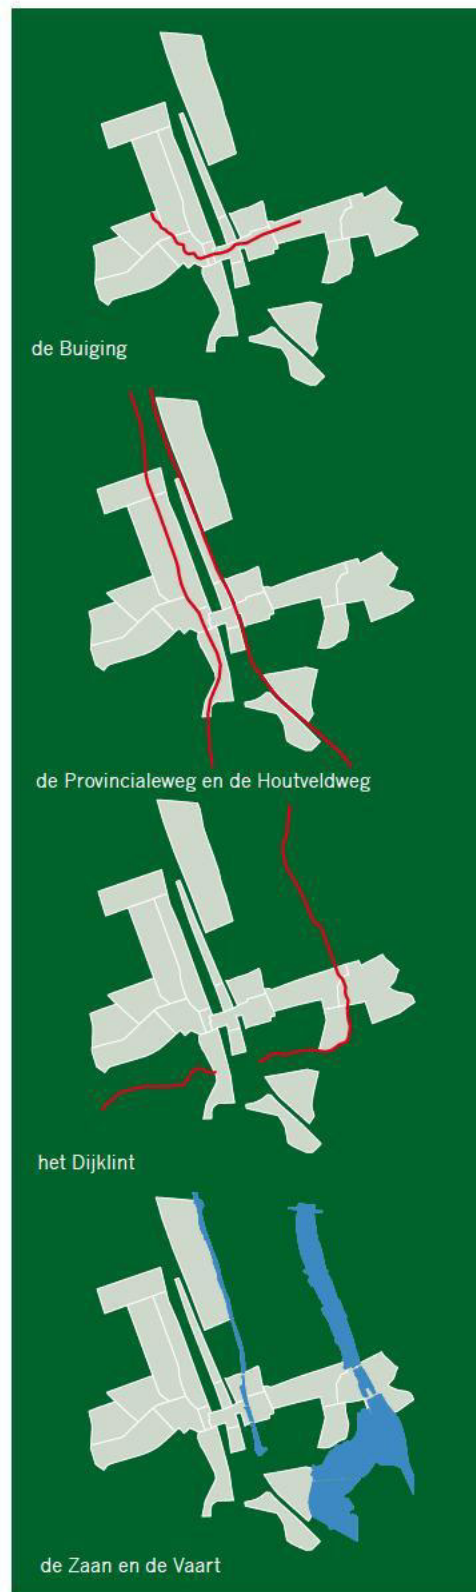 de Buiging
de Provincialeweg en de Houtveldweg
het Dijklint
de Zaan en de Vaart